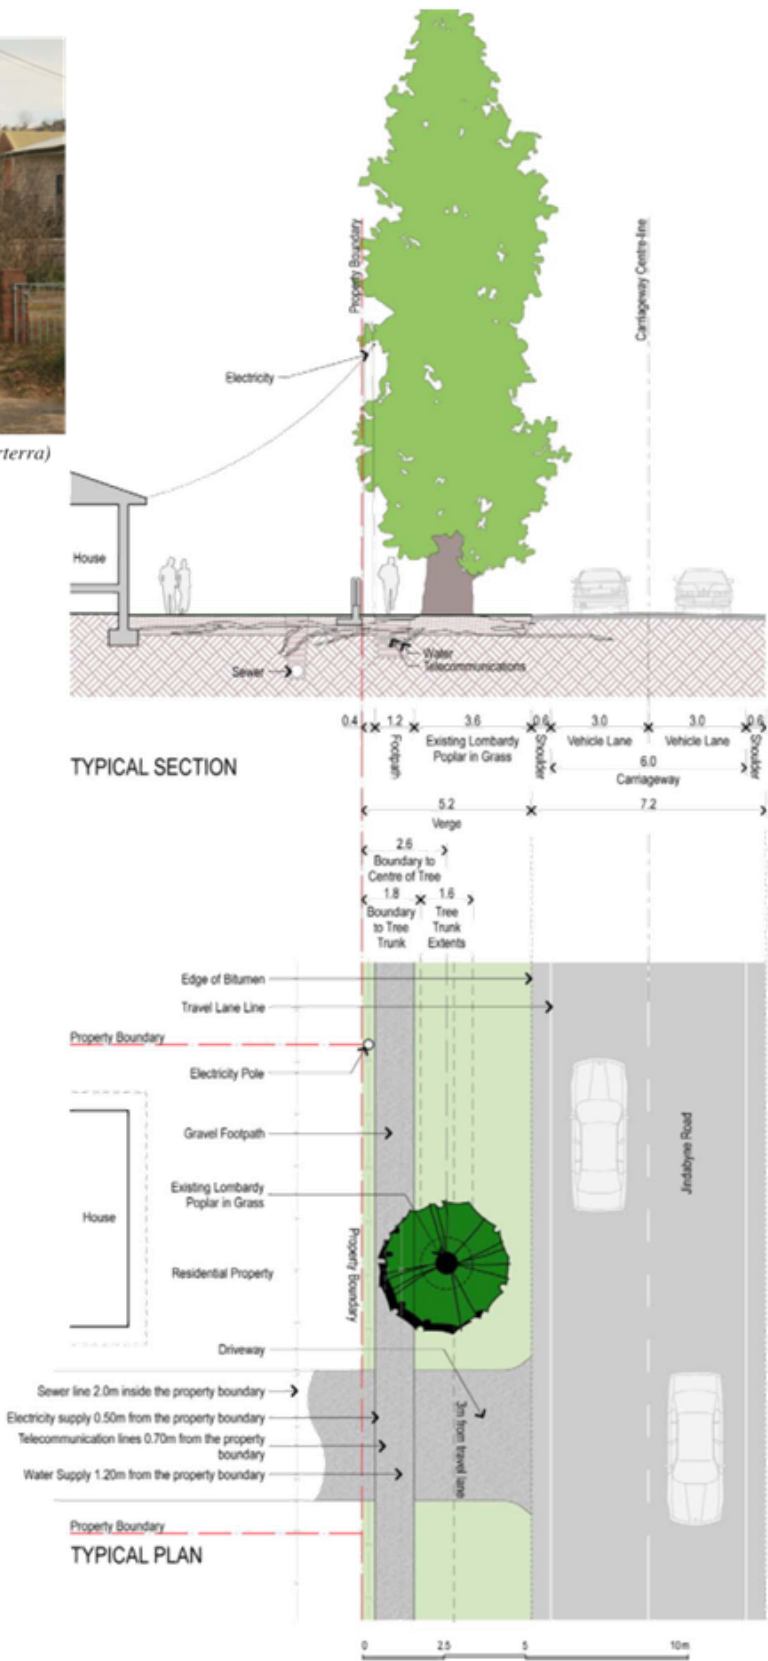 rterra)
Property Boundary
Carriageway Centre-line
Electricity
House
Water
Telecommunications
Sewer
0.4 1.2 3.6 0.6 3.0 3.0 0.6
Footpath
Existing Lombardy
Poplar in Grass
Shoulder
Vehicle Lane
Vehicle Lane
Shoulder
6.0
Carriageway
TYPICAL SECTION
5.2 7.2
Verge
2.6
Boundary to
Centre of Tree
1.8 1.6
Boundary
to Tree
Trunk
Tree
Trunk
Extents
Edge of Bitumen
Travel Lane Line
Property Boundary
Electricity Pole
Gravel Footpath
Jindabyne Road
Existing Lombardy
Poplar in Grass
House
Property Boundary
Residential Property
Driveway
Sewer line 2.0m inside the property boundary
3m from travel lane
Electricity supply 0.50m from the property boundary
Telecommunication lines 0.70m from the property
boundary
Water Supply 1.20m from the property boundary
Property Boundary
TYPICAL PLAN
0 2.5 5 10m